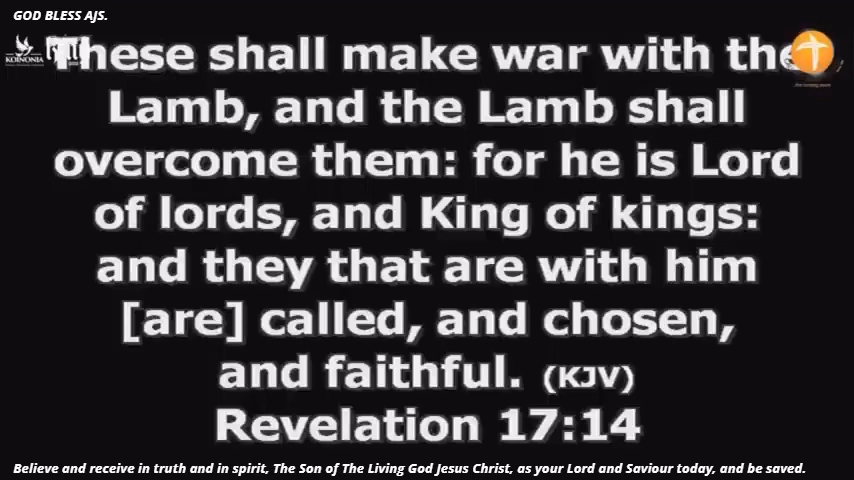 GOD BLESS AJS.
KOINONIA
These shall make war with the
Lamb, and the Lamb shall
overcome them: for he is Lord
of lords, and King of kings:
and they that are with him
[are] called, and chosen,
and faithful. (KJV)
Revelation 17:14
Believe and receive in truth and in spirit, The Son of The Living God Jesus Christ, as your Lord and Saviour today, and be saved.